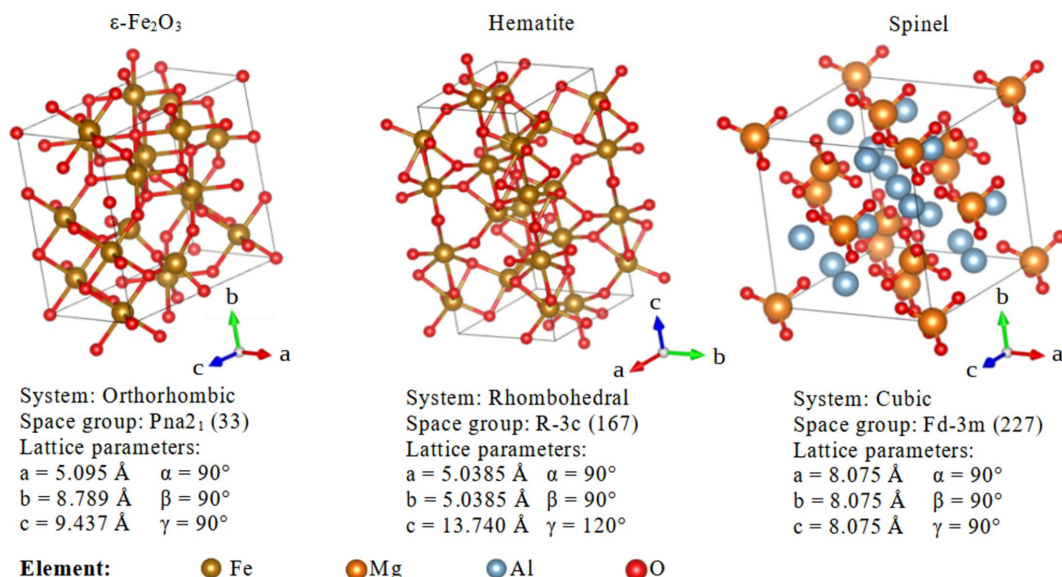 ε-Fe₂O₃
b
c
a
System: Orthorhombic
Space group: Pna2₁ (33)
Lattice parameters:
a = 5.095 Å α = 90°
b = 8.789 Å β = 90°
c = 9.437 Å γ = 90°
Hematite
c
b
a
System: Rhombohedral
Space group: R-3c (167)
Lattice parameters:
a = 5.0385 Å α = 90°
b = 5.0385 Å β = 90°
c = 13.740 Å γ = 120°
Spinel
b
a
c
System: Cubic
Space group: Fd-3m (227)
Lattice parameters:
a = 8.075 Å α = 90°
b = 8.075 Å β = 90°
c = 8.075 Å γ = 90°
Element: Fe Mg Al O